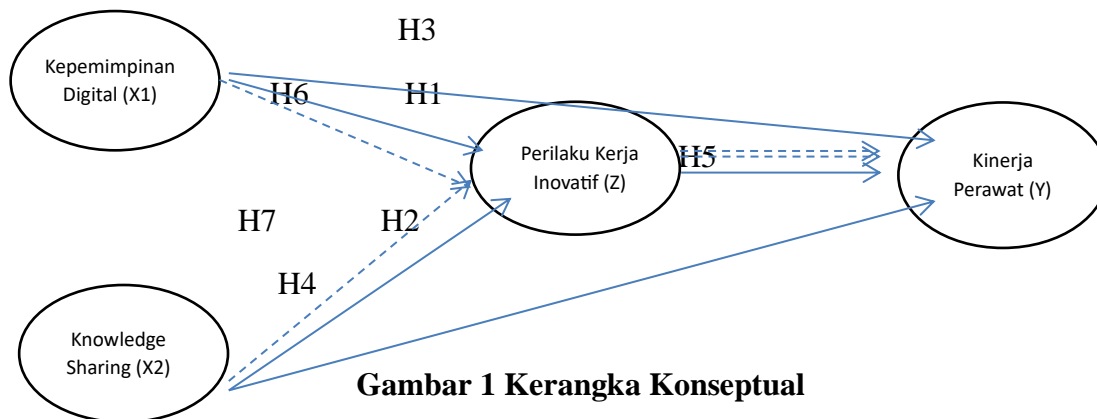 H3
Kepemimpinan
Digital (X1)
H6
H1
Perilaku Kerja
Inovatif (Z)
H5
Kinerja
Perawat (Y)
H7
H2
H4
Knowledge
Sharing (X2)
Gambar 1 Kerangka Konseptual